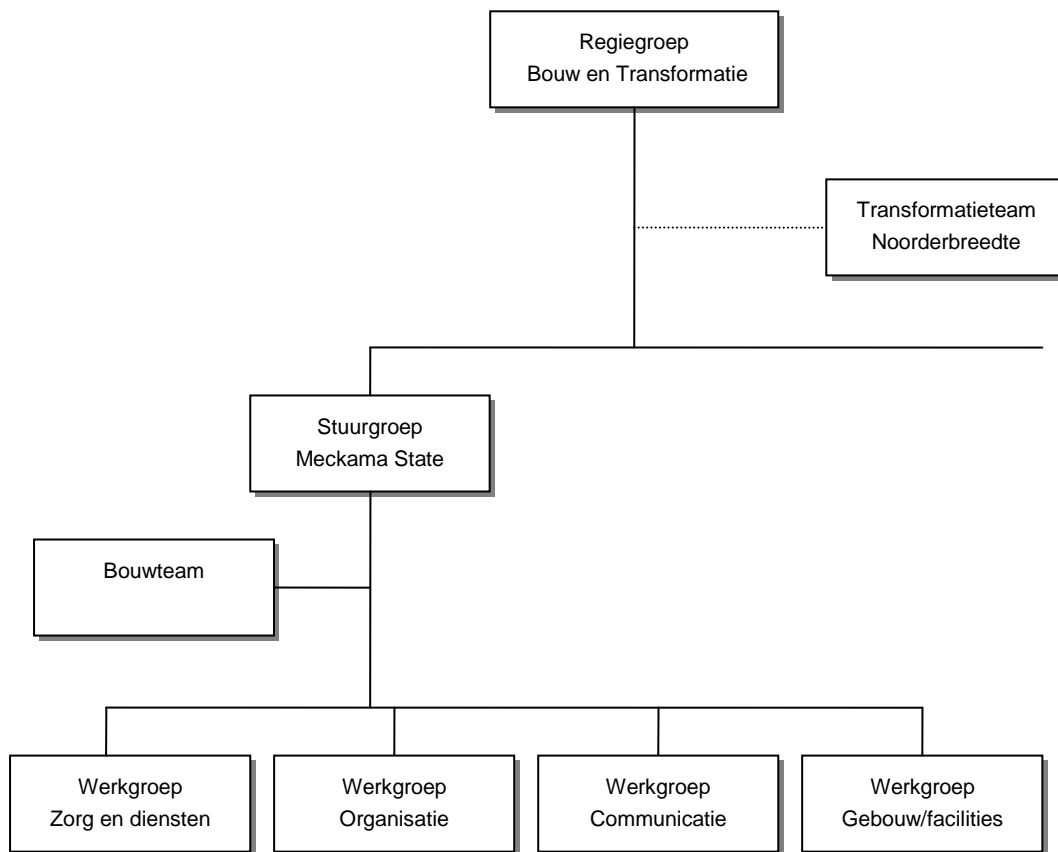 Regiegroep
Bouw en Transformatie
Transformatieteam
Noorderbreedte
Stuurgroep
Meckama State
Bouwteam
Werkgroep
Zorg en diensten
Werkgroep
Organisatie
Werkgroep
Communicatie
Werkgroep
Gebouw/facilities